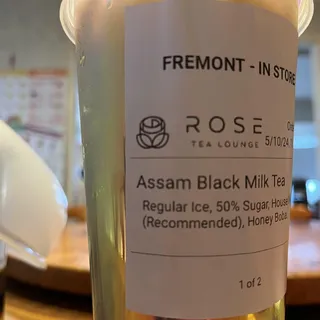 FREMONT - IN STORE
ROSE
TEA LOUNGE
5/10/24
Assam Black Milk Tea
Regular Ice, 50% Sugar, House
(Recommended), Honey Boba
1 of 2